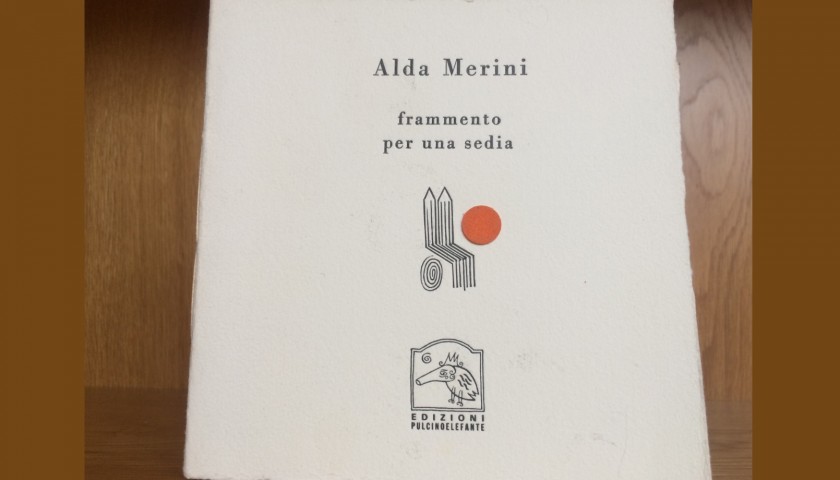 Alda Merini
frammento
per una sedia
EDIZIONI
PULCINOELEFANTE